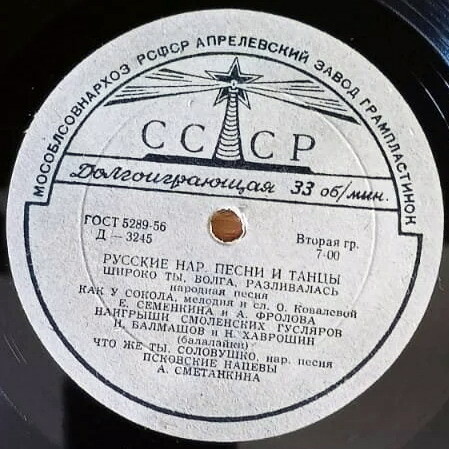 МОСОБЛСОВНАРХОЗ РСФСР АПРЕЛЕВСКИЙ ЗАВОД ГРАМПЛАСТИНОК
СССР
Долгоиграющая 33 об/мин.
ГОСТ 5289-56
Д — 3245
Вторая гр.
7-00
РУССКИЕ НАР. ПЕСНИ И ТАНЦЫ
ШИРОКО ТЫ, ВОЛГА, РАЗЛИВАЛАСЬ
народная песня
КАК У СОКОЛА, мелодия и сл. О. Ковалевой
Е. СЕМЕНКИНА и А. ФРОЛОВА
НАИГРЫШИ СМОЛЕНСКИХ ГУСЛЯРОВ
Н. БАЛМАШОВ и Н. ХАВРОШИН
(балалайки)
ЧТО ЖЕ ТЫ, СОЛОВУШКО, нар. песня
ПСКОВСКИЕ НАПЕВЫ
А. СМЕТАНКИНА